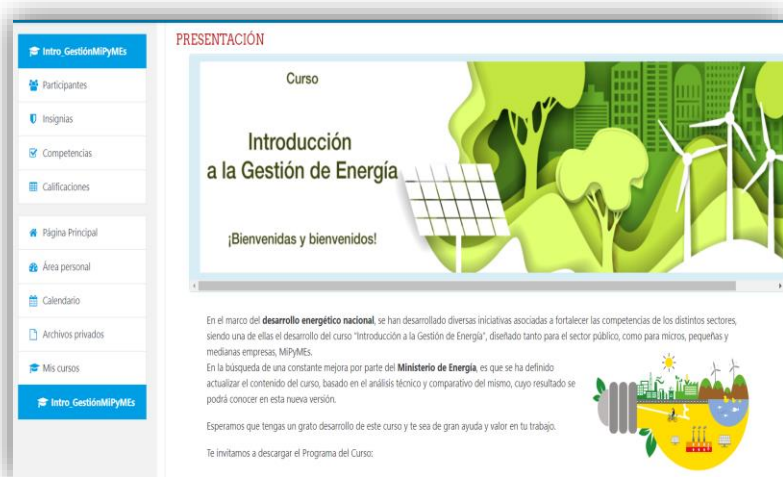 Intro_GestiónMiPyMEs
Participantes
Insignias
Competencias
Calificaciones
Página Principal
Área personal
Calendario
Archivos privados
Mis cursos
Intro_GestiónMiPyMEs
PRESENTACIÓN
Curso
Introducción
a la Gestión de Energía
¡Bienvenidas y bienvenidos!
En el marco del desarrollo energético nacional, se han desarrollado diversas iniciativas asociadas a fortalecer las competencias de los distintos sectores,
siendo una de ellas el desarrollo del curso "Introducción a la Gestión de Energía", diseñado tanto para el sector público, como para micros, pequeñas y
medianas empresas, MiPyMEs.
En la búsqueda de una constante mejora por parte del Ministerio de Energía, es que se ha definido
actualizar el contenido del curso, basado en el análisis técnico y comparativo del mismo, cuyo resultado se
podrá conocer en esta nueva versión.
Esperamos que tengas un grato desarrollo de este curso y te sea de gran ayuda y valor en tu trabajo.
Te invitamos a descargar el Programa del Curso: